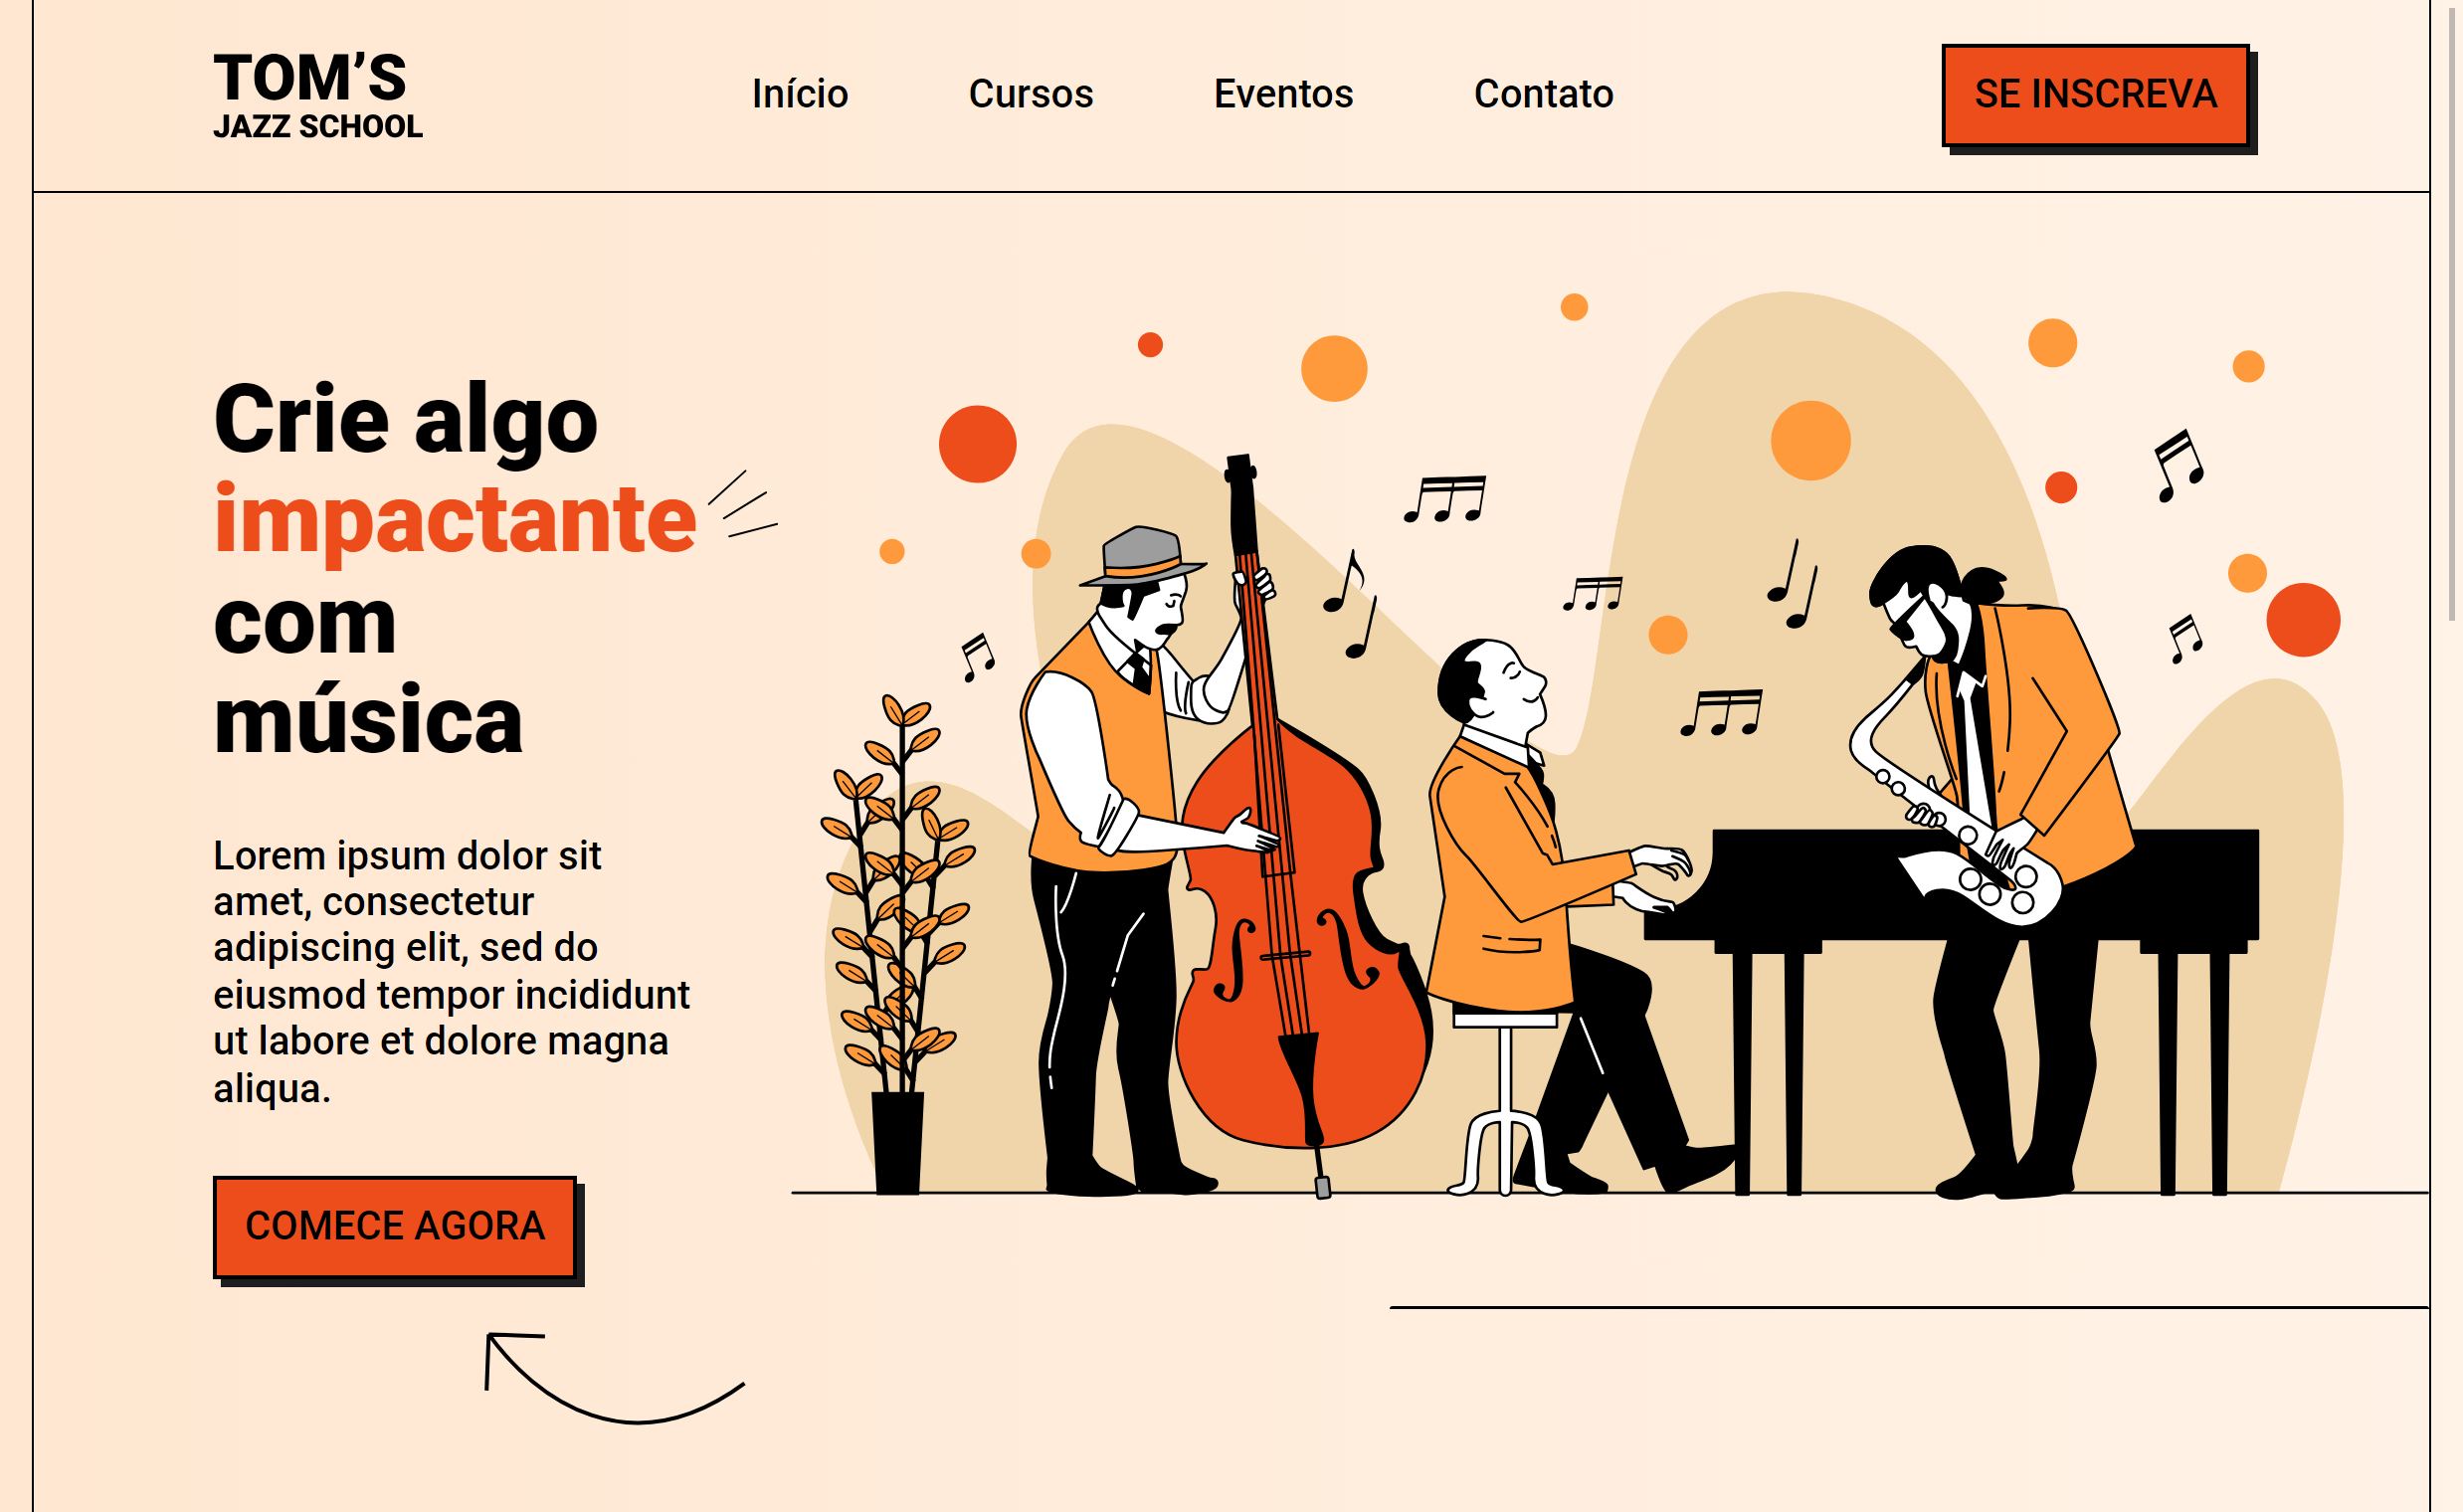 TOM’S
JAZZ SCHOOL
Início
Cursos
Eventos
Contato
SE INSCREVA
Crie algo
impactante
com
música
Lorem ipsum dolor sit
amet, consectetur
adipiscing elit, sed do
eiusmod tempor incididunt
ut labore et dolore magna
aliqua.
COMECE AGORA